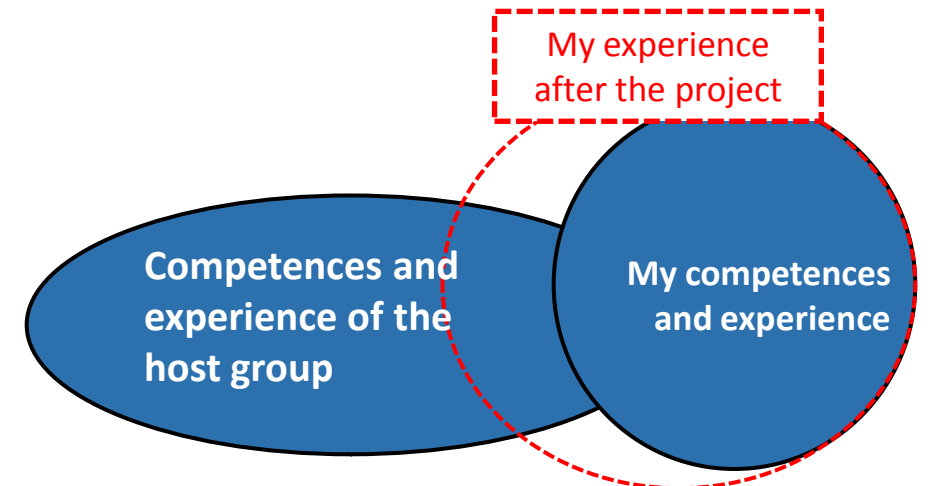 My experience
after the project
Competences and
experience of the
host group
My competences
and experience